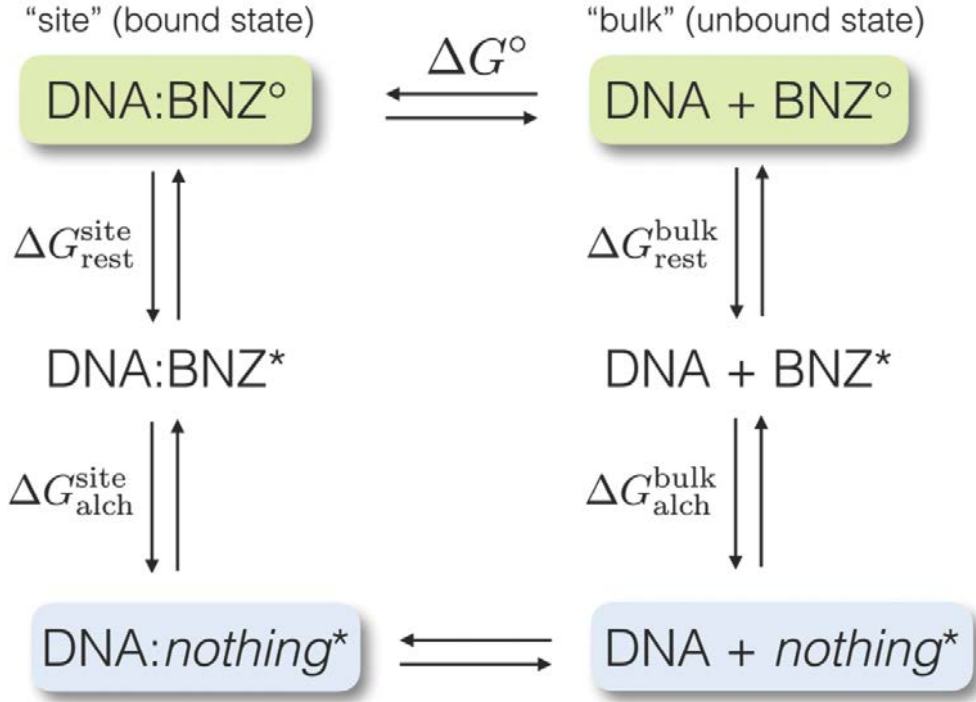 “site” (bound state) “bulk” (unbound state)
DNA:BNZ° ΔG° DNA + BNZ°
ΔG^site_rest ΔG^bulk_rest
DNA:BNZ* DNA + BNZ*
ΔG^site_alch ΔG^bulk_alch
DNA:nothing* DNA + nothing*